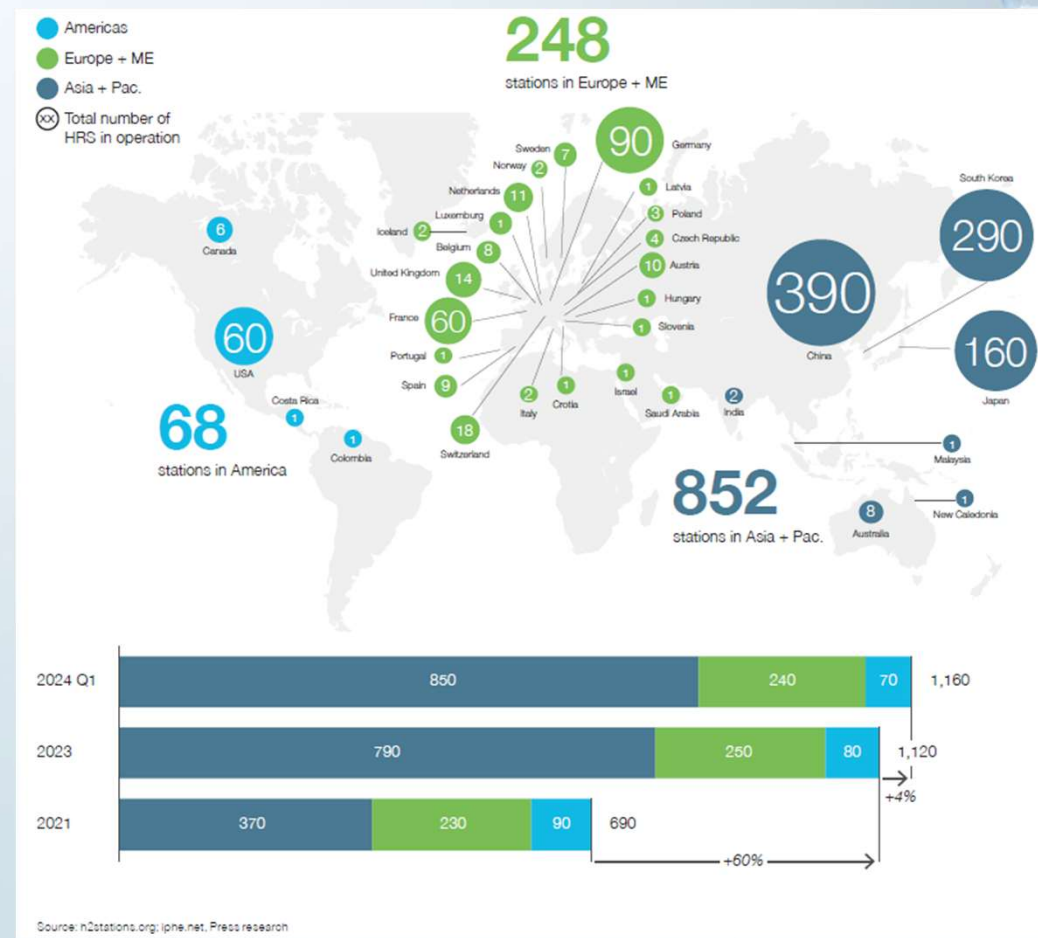 Americas
Europe + ME
Asia + Pac.
XX Total number of
HRS in operation
248
stations in Europe + ME
Sweden 7
Norway 2
90 Germany
Netherlands 11
Latvia 1
Luxemburg 1
3 Poland
Iceland 2
4 Czech Republic
Belgium 8
10 Austria
United Kingdom 14
1 Hungary
France 60
1 Slovenia
Portugal 1
Spain 9
2
Italy
1
Crotia
1
Israel
1
Saudi Arabia
18
Switzerland
6
Canada
60
USA
Costa Rica
1
1
Colombia
68
stations in America
South Korea
290
390
China
160
Japan
2
India
1
Malaysia
1
New Caledonia
8
Australia
852
stations in Asia + Pac.
2024 Q1 850 240 70 1,160
2023 790 250 80 1,120
+4%
2021 370 230 90 690
+60%
Source: h2stations.org; iphe.net, Press research